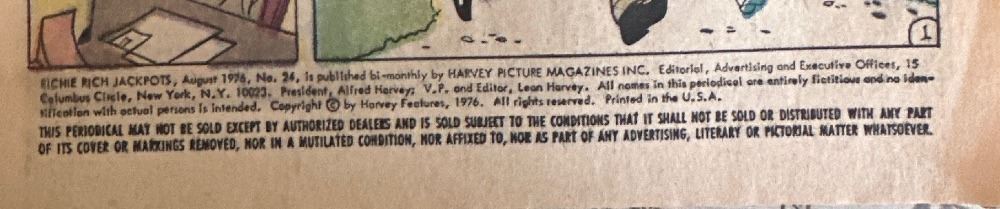 1
RICHIE RICH JACKPOTS, August 1976, No. 24, is published bi-monthly by HARVEY PICTURE MAGAZINES INC. Editorial, Advertising and Executive Offices, 15
Columbus Circle, New York, N.Y. 10023. President, Alfred Harvey; V.P. and Editor, Leon Harvey. All names in this periodical are entirely fictitious and no iden-
tification with actual persons is intended. Copyright © by Harvey Features, 1976. All rights reserved. Printed in the U.S.A.
THIS PERIODICAL MAY NOT BE SOLD EXCEPT BY AUTHORIZED DEALERS AND IS SOLD SUBJECT TO THE CONDITIONS THAT IT SHALL NOT BE SOLD OR DISTRIBUTED WITH ANY PART
OF ITS COVER OR MARKINGS REMOVED, NOR IN A MUTILATED CONDITION, NOR AFFIXED TO, NOR AS PART OF ANY ADVERTISING, LITERARY OR PICTORIAL MATTER WHATSOEVER.